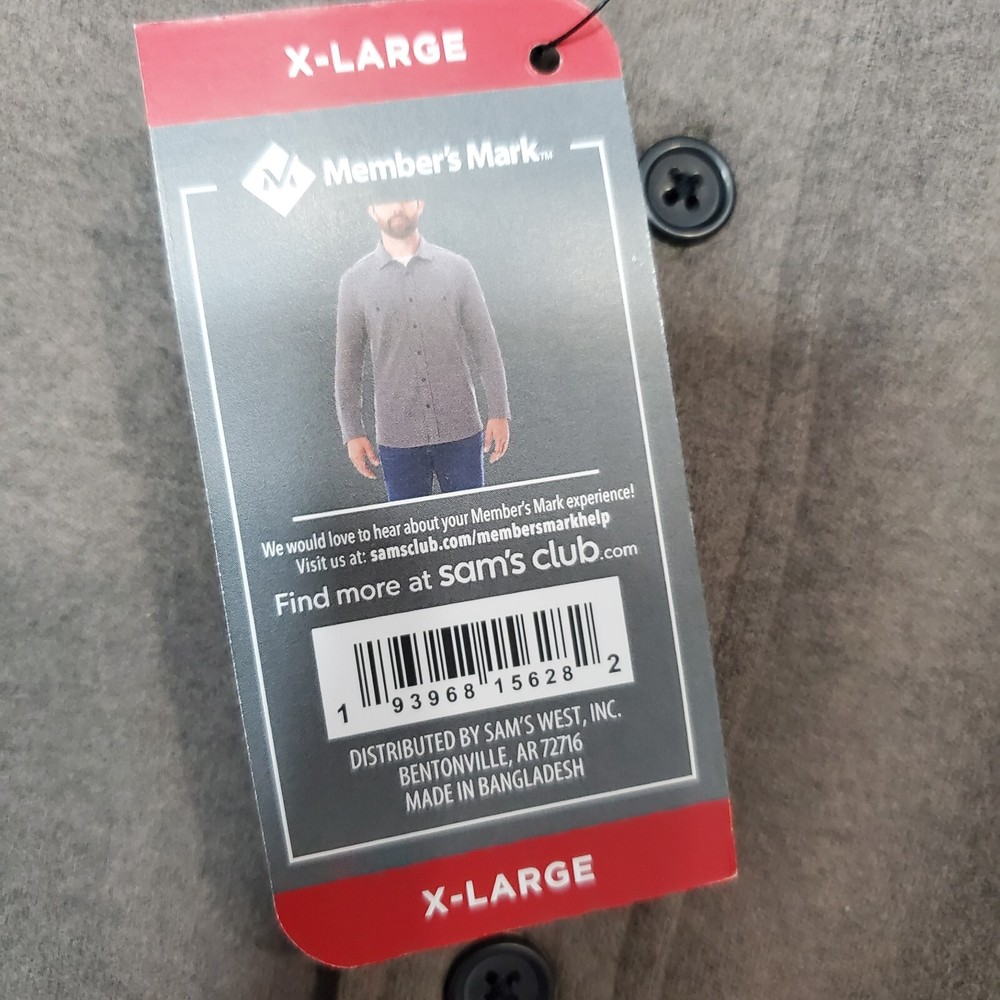 X-LARGE
Member's Mark™
We would love to hear about your Member's Mark experience!
Visit us at: samsclub.com/membersmarkhelp
Find more at sam's club.com
1 93968 15628 2
DISTRIBUTED BY SAM'S WEST, INC.
BENTONVILLE, AR 72716
MADE IN BANGLADESH
X-LARGE